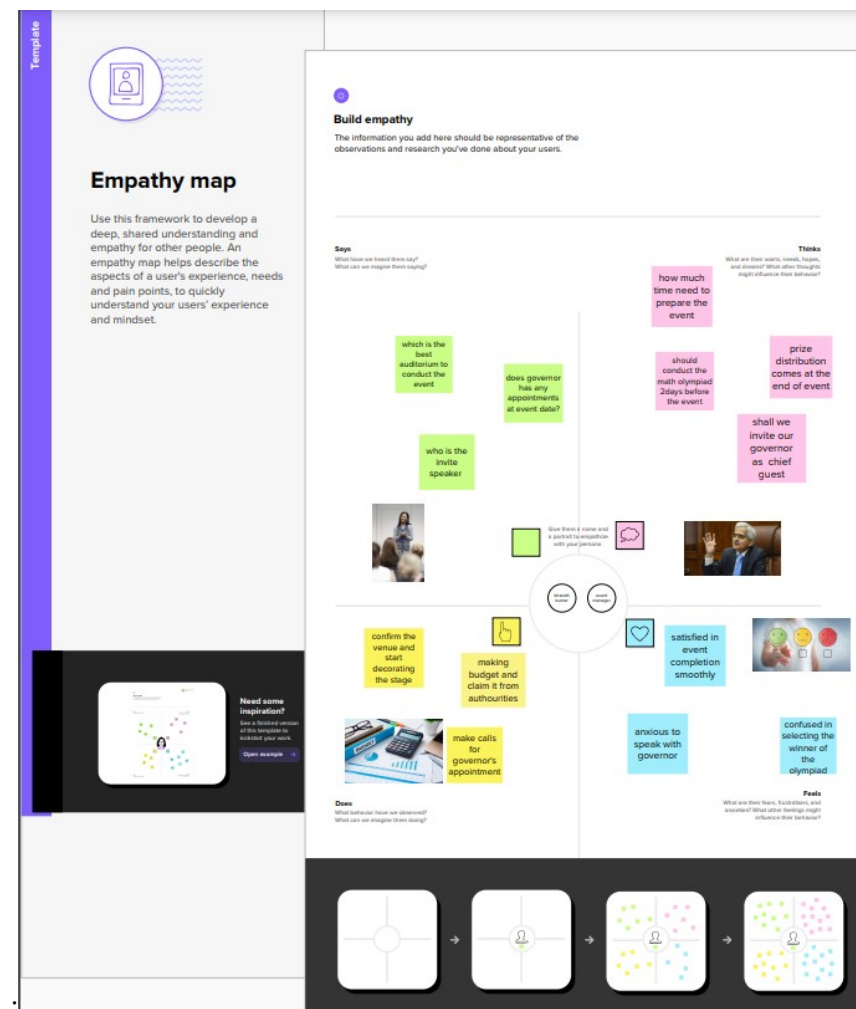 Template
Empathy map
Use this framework to develop a
deep, shared understanding and
empathy for other people. An
empathy map helps describe the
aspects of a user's experience, needs
and pain points, to quickly
understand your users' experience
and mindset.
Need some
inspiration?
See a finished version
of this template to
kickstart your work.
Open example →
Build empathy
The information you add here should be representative of the
observations and research you've done about your users.
Says
What have we heard them say?
What can we imagine them saying?
Thinks
What are their wants, needs, hopes,
and dreams? What other thoughts
might influence their behavior?
which is the
best
auditorium to
conduct the
event
does governor
has any
appointments
at event date?
who is the
invite
speaker
how much
time need to
prepare the
event
should
conduct the
math olympiad
2days before
the event
prize
distribution
comes at the
end of event
shall we
invite our
governor
as chief
guest
Give them a name and
a portrait to empathize
with your persona.
kumar
event
manager
confirm the
venue and
start
decorating
the stage
making
budget and
claim it from
authourities
make calls
for
governor's
appointment
BUDGET
satisfied in
event
completion
smoothly
anxious to
speak with
governor
confused in
selecting the
winner of
the
olympiad
Does
What behavior have we observed?
What can we imagine them doing?
Feels
What are their fears, frustrations, and
anxieties? What other feelings might
influence their behavior?